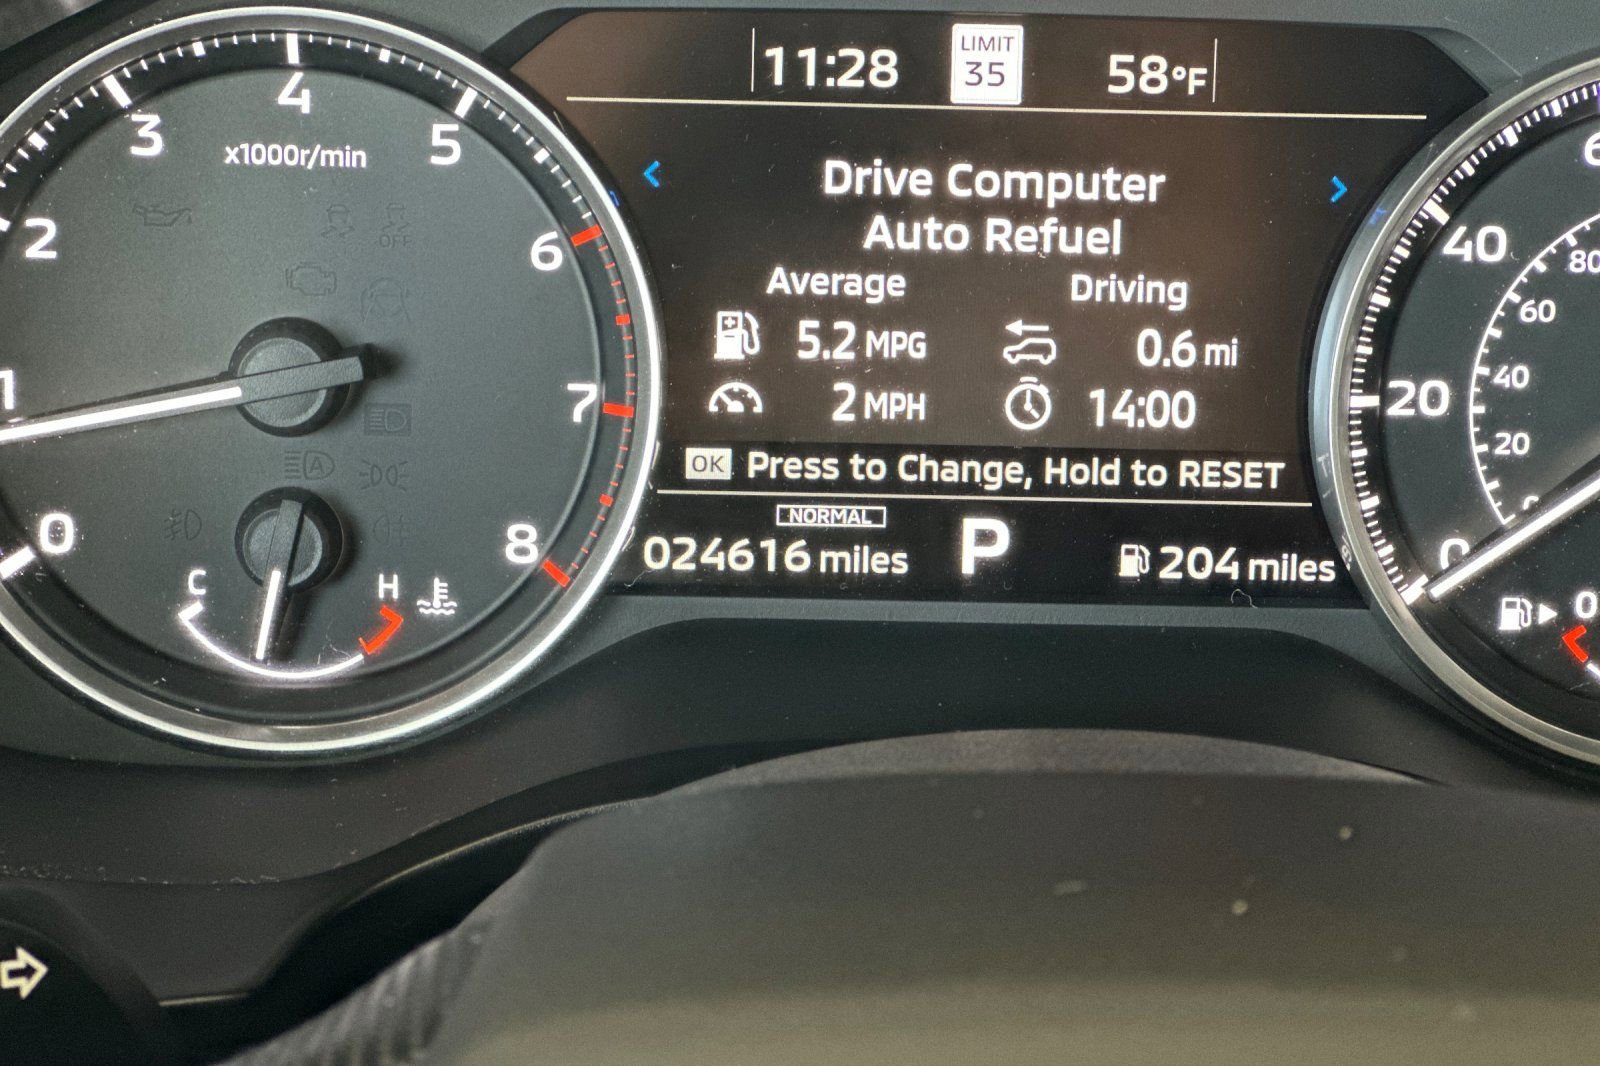 11:28
LIMIT
35
58°F
Drive Computer
Auto Refuel
Average
Driving
5.2 MPG
0.6 mi
2 MPH
14:00
OK Press to Change, Hold to RESET
NORMAL
024616 miles
P
204 miles
0
1
2
3
4
5
6
7
8
x1000r/min
OFF
A
C
H
0
20
40
20
40
60
80
0